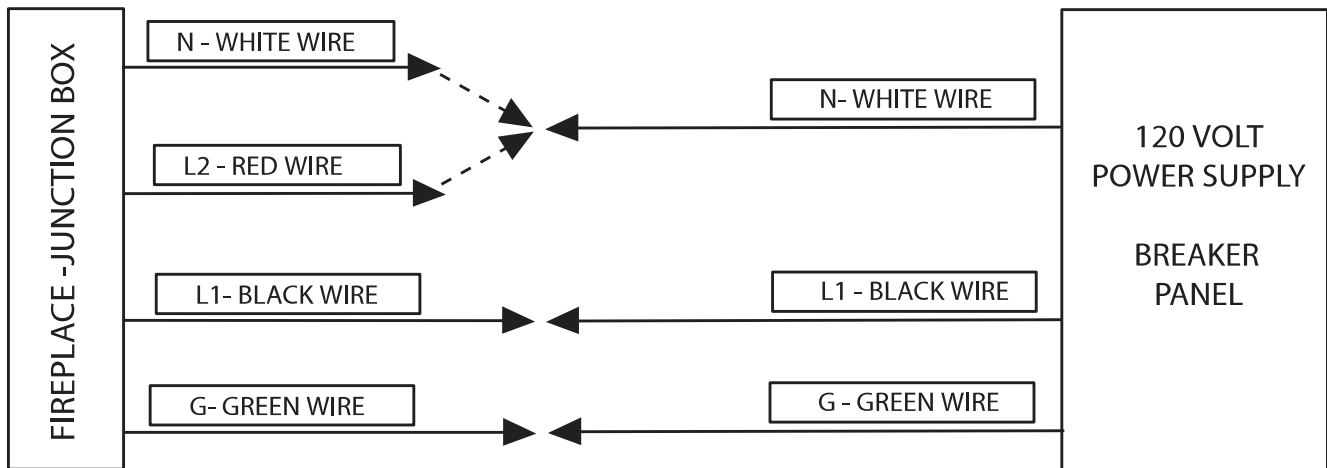 FIREPLACE -JUNCTION BOX
N - WHITE WIRE
L2 - RED WIRE
L1- BLACK WIRE
G- GREEN WIRE
N- WHITE WIRE
L1 - BLACK WIRE
G - GREEN WIRE
120 VOLT
POWER SUPPLY
BREAKER
PANEL